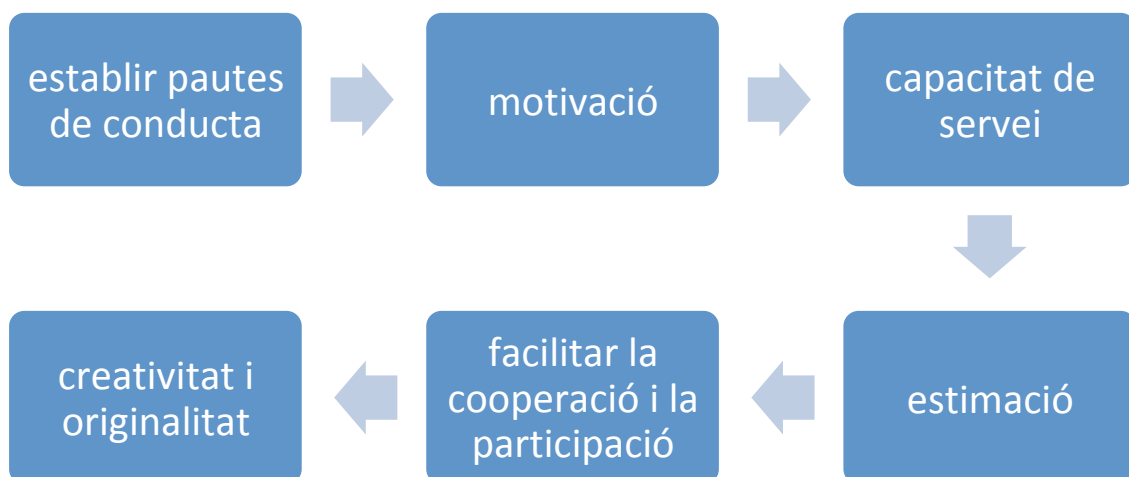 establir pautes
de conducta
motivació
capacitat de
servei
estimació
facilitar la
cooperació i la
participació
creativitat i
originalitat